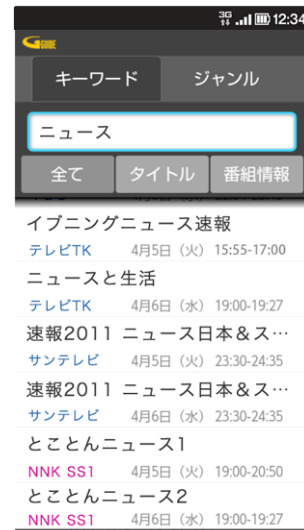 3G 12:34
G GUIDE
キーワード ジャンル
ニュース
全て タイトル 番組情報
イブニングニュース速報
テレビTK 4月5日（火）15:55-17:00
ニュースと生活
テレビTK 4月6日（水）19:00-19:27
速報2011 ニュース日本＆ス…
サンテレビ 4月5日（火）23:30-24:35
速報2011 ニュース日本＆ス…
サンテレビ 4月6日（水）23:30-24:35
とことんニュース1
NNK SS1 4月5日（火）19:00-20:50
とことんニュース2
NNK SS1 4月6日（水）19:00-19:27